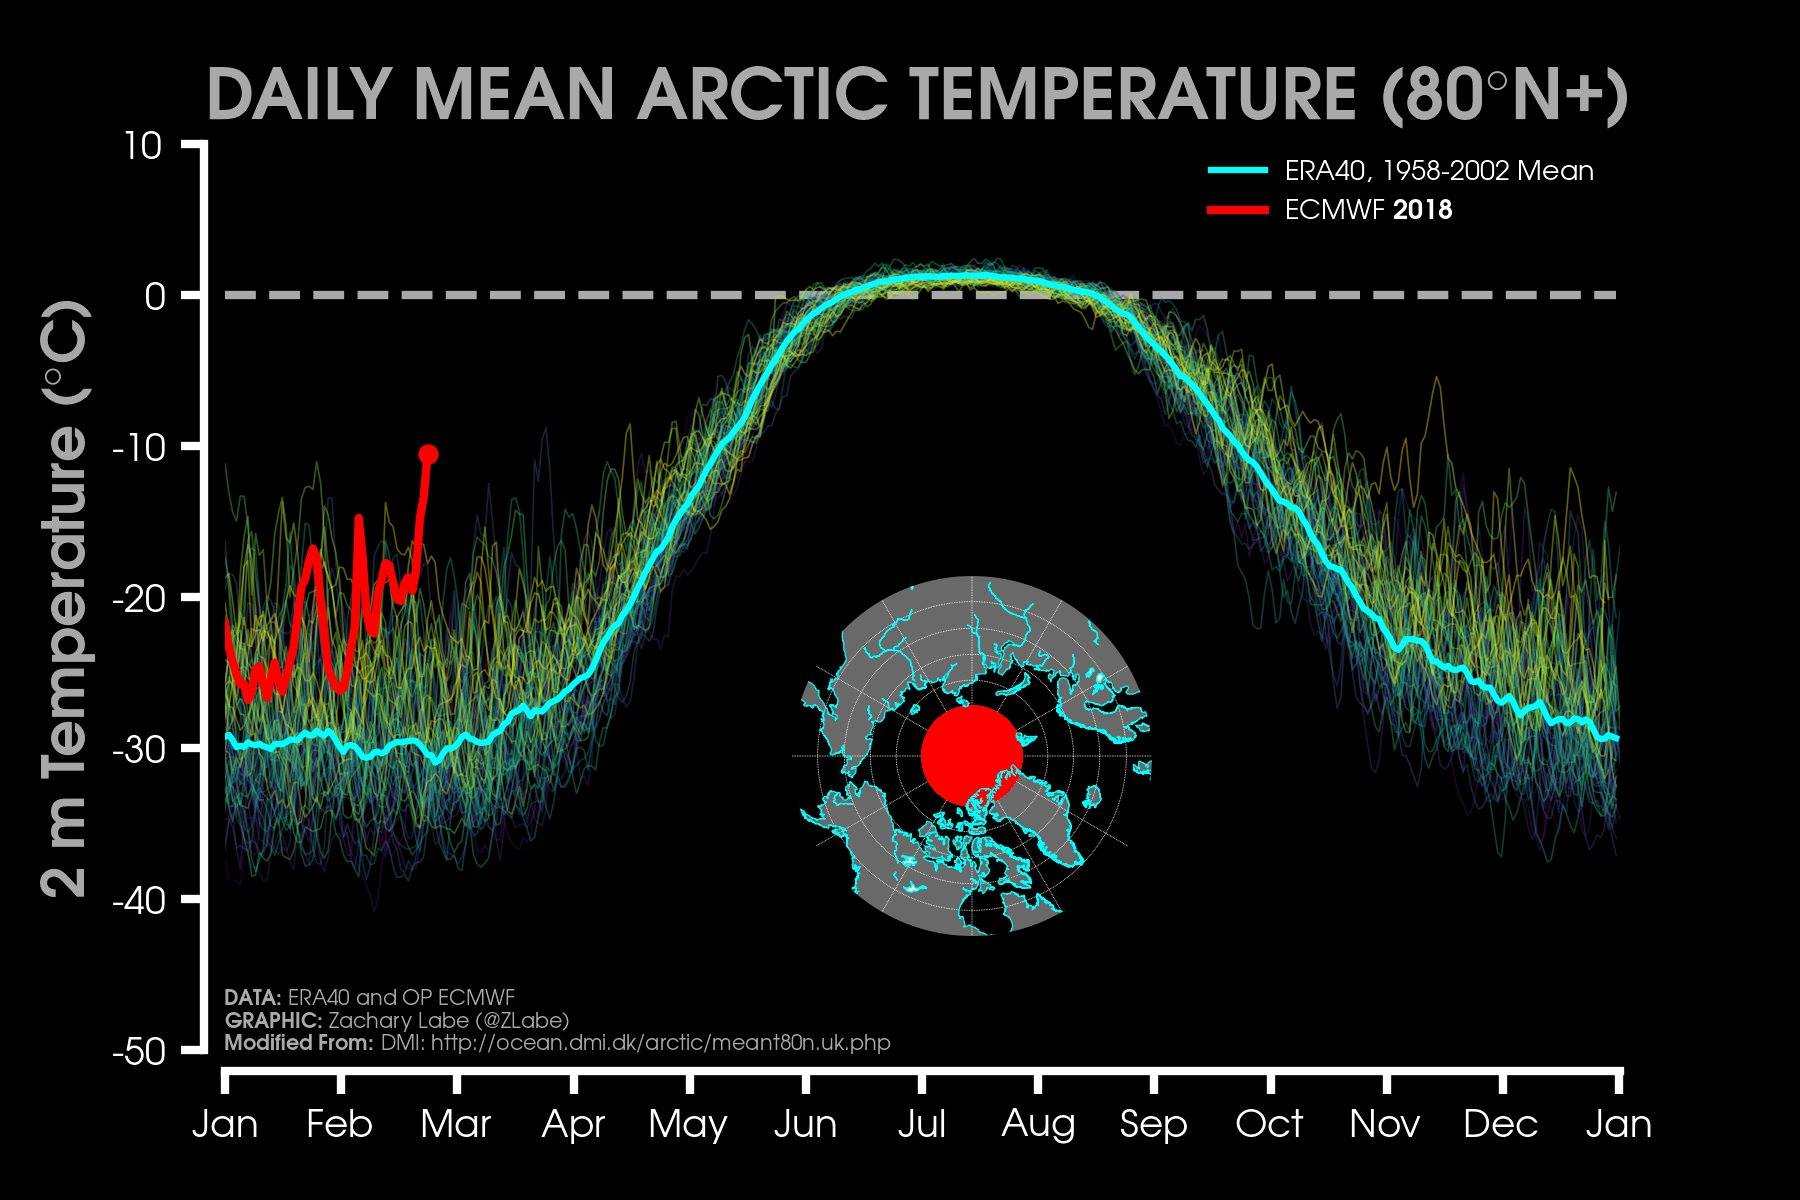 DAILY MEAN ARCTIC TEMPERATURE (80°N+)
ERA40, 1958-2002 Mean
ECMWF 2018
2 m Temperature (°C)
10
0
-10
-20
-30
-40
-50
DATA: ERA40 and OP ECMWF
GRAPHIC: Zachary Labe (@ZLabe)
Modified From: DMI: http://ocean.dmi.dk/arctic/meant80n.uk.php
Jan Feb Mar Apr May Jun Jul Aug Sep Oct Nov Dec Jan